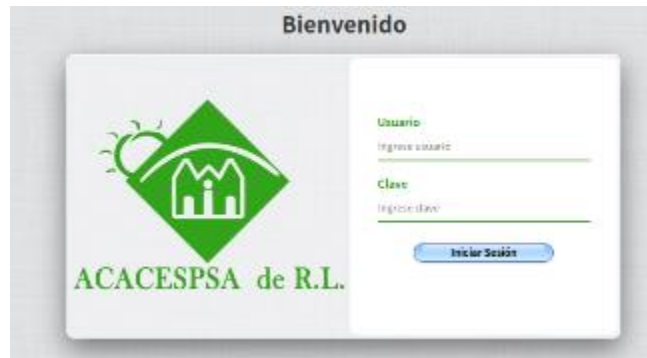 Bienvenido
ACACESPSA de R.L.
Usuario
Ingrese usuario
Clave
Ingrese clave
Iniciar Sesión